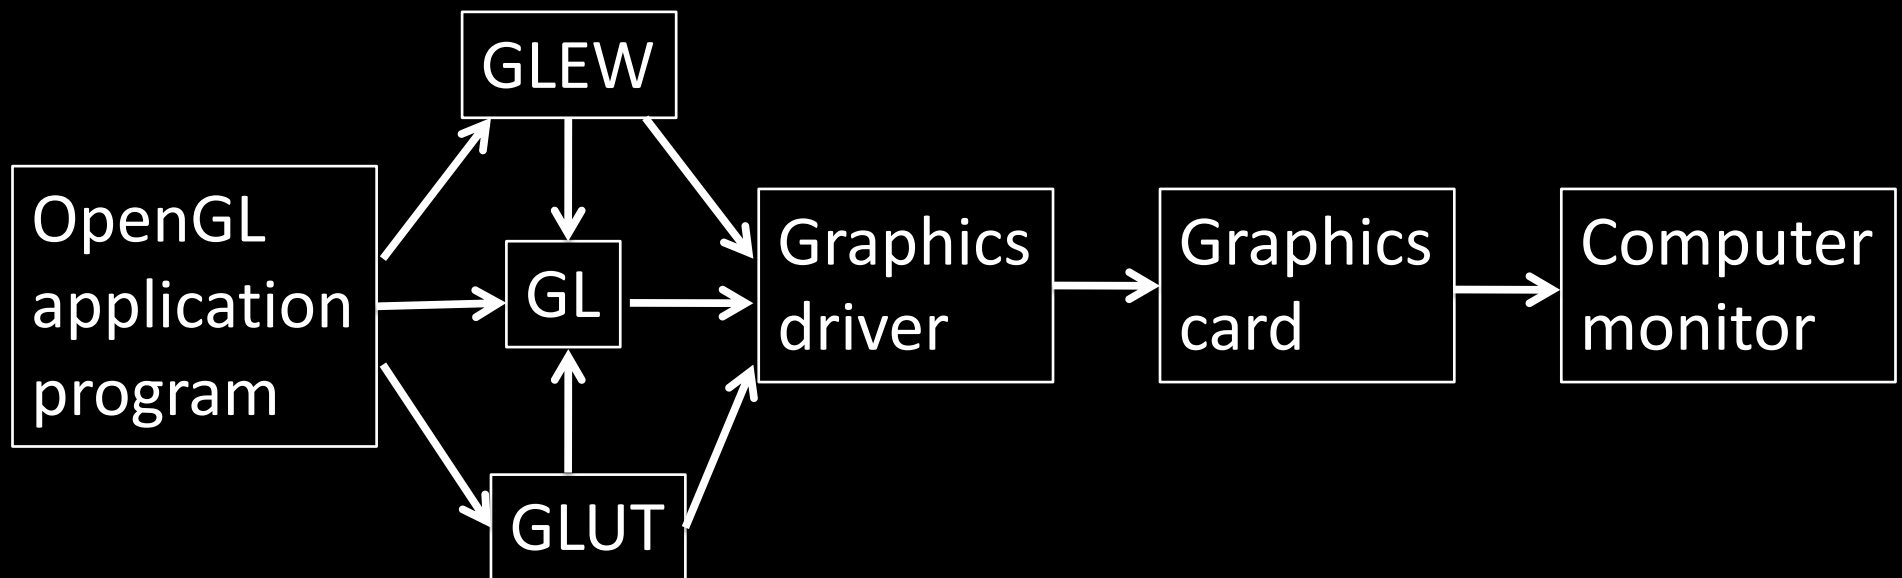 GLEW
OpenGL
application
program
GL
GLUT
Graphics
driver
Graphics
card
Computer
monitor